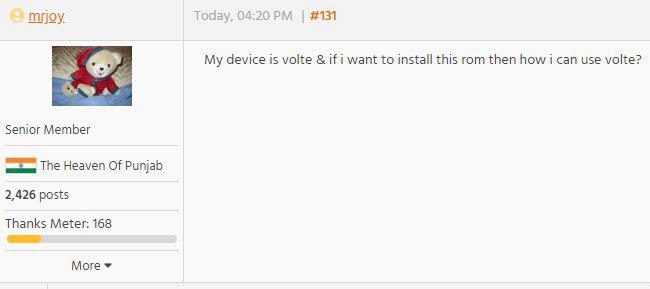 mrjoy
Today, 04:20 PM | #131
My device is volte & if i want to install this rom then how i can use volte?
Senior Member
The Heaven Of Punjab
2,426 posts
Thanks Meter: 168
More